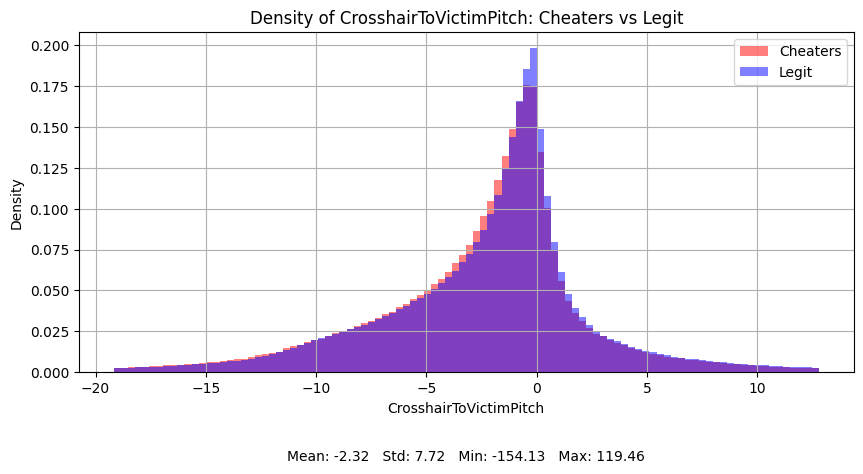 Density of CrosshairToVictimPitch: Cheaters vs Legit
Cheaters
Legit
0.200
0.175
0.150
0.125
0.100
0.075
0.050
0.025
0.000
Density
−20
−15
−10
−5
0
5
10
CrosshairToVictimPitch
Mean: -2.32   Std: 7.72   Min: -154.13   Max: 119.46